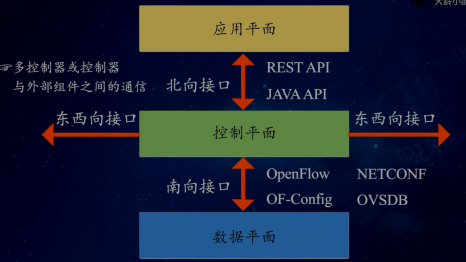 应用平面
☞多控制器或控制器
与外部组件之间的通信
北向接口
REST API
JAVA API
东西向接口
控制平面
东西向接口
南向接口
OpenFlow
NETCONF
OF-Config
OVSDB
数据平面